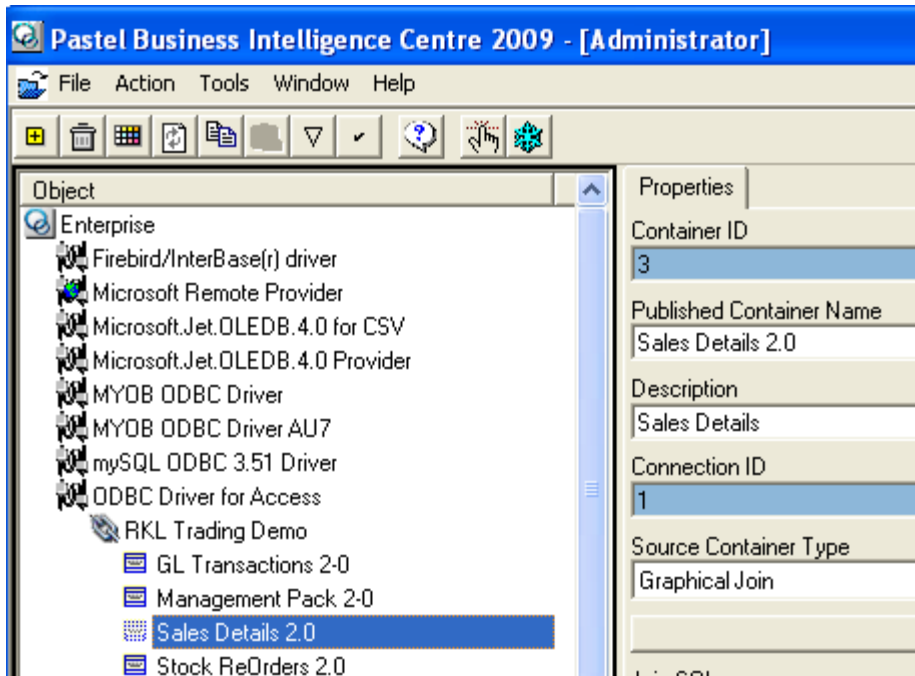 Pastel Business Intelligence Centre 2009 - [Administrator]
File Action Tools Window Help
Object
Enterprise
Firebird/InterBase(r) driver
Microsoft Remote Provider
Microsoft.Jet.OLEDB.4.0 for CSV
Microsoft.Jet.OLEDB.4.0 Provider
MYOB ODBC Driver
MYOB ODBC Driver AU7
mySQL ODBC 3.51 Driver
ODBC Driver for Access
RKL Trading Demo
GL Transactions 2-0
Management Pack 2-0
Sales Details 2.0
Stock ReOrders 2.0
Properties
Container ID
3
Published Container Name
Sales Details 2.0
Description
Sales Details
Connection ID
1
Source Container Type
Graphical Join